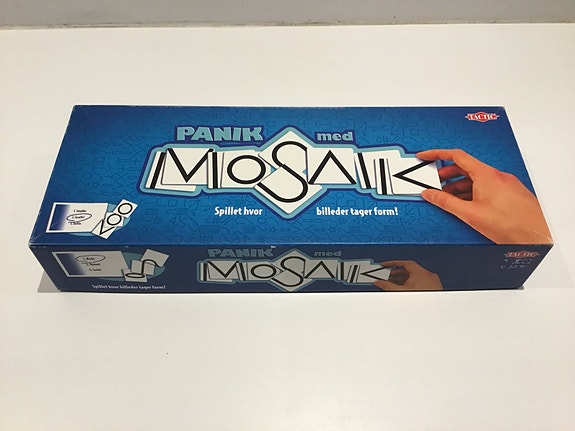 TACTIC
PANIK med
MOSAIK
Spillet hvor billeder tager form!
PANIK med
MOSAIK
TACTIC
Spillet hvor billeder tager form!